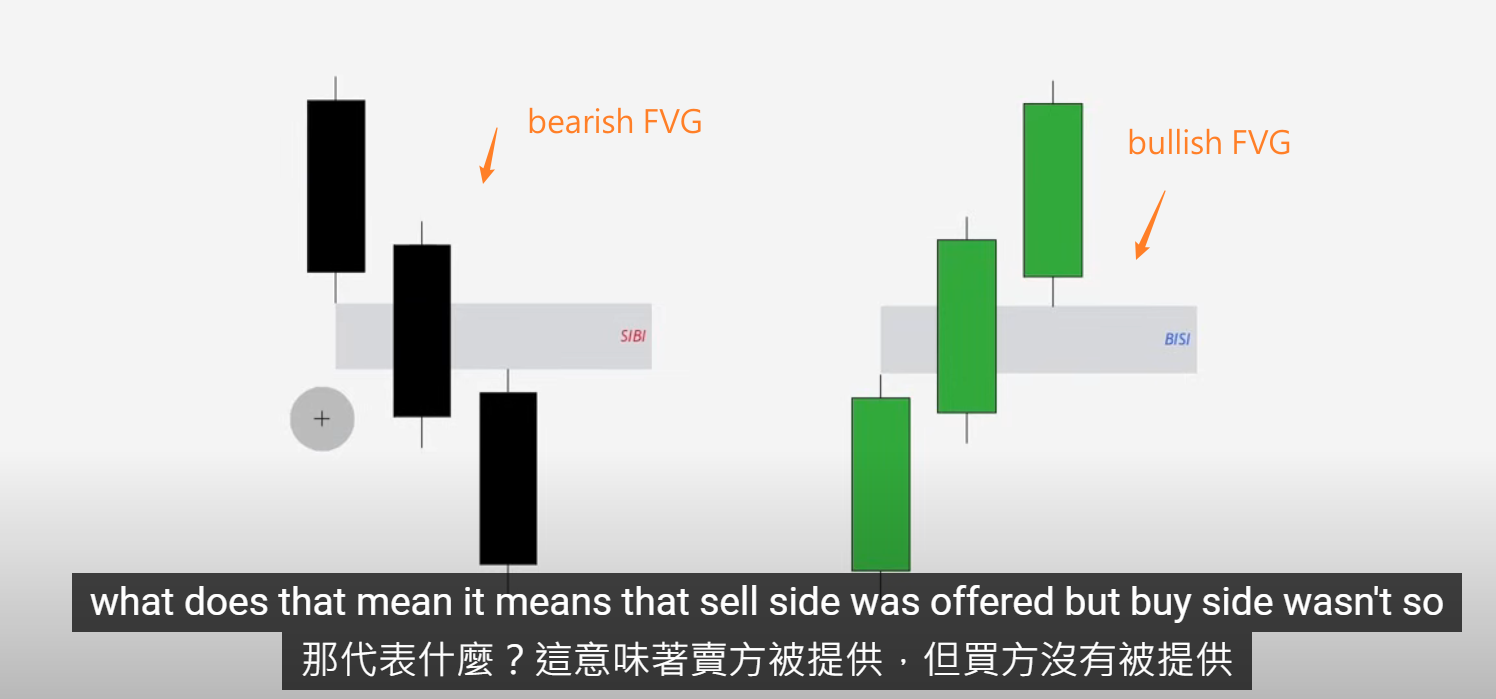 bearish FVG
bullish FVG
SIBI
BISI
what does that mean it means that sell side was offered but buy side wasn't so
那代表什麼？這意味著賣方被提供，但買方沒有被提供